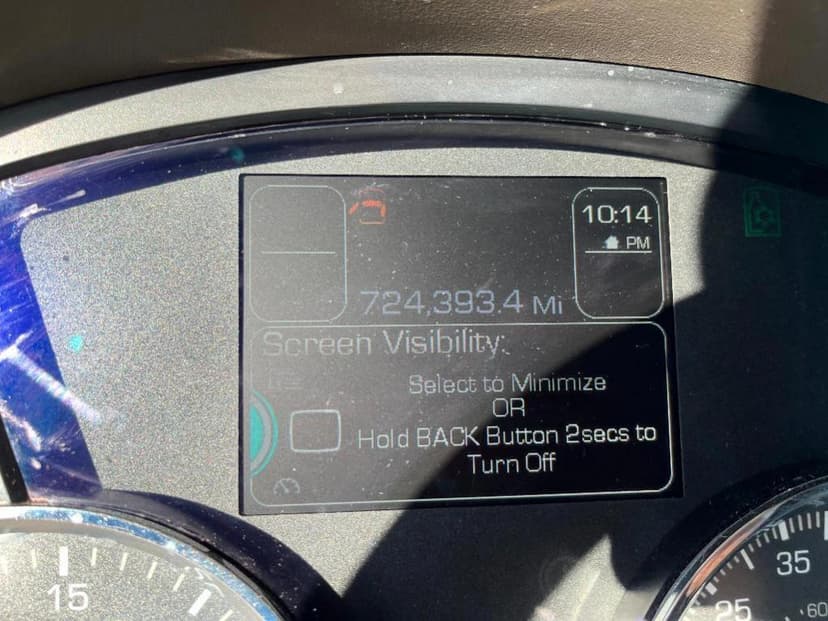 10:14
PM
724,393.4 Mi
Screen Visibility:
Select to Minimize
OR
Hold BACK Button 2secs to
Turn Off
15
35
25
60